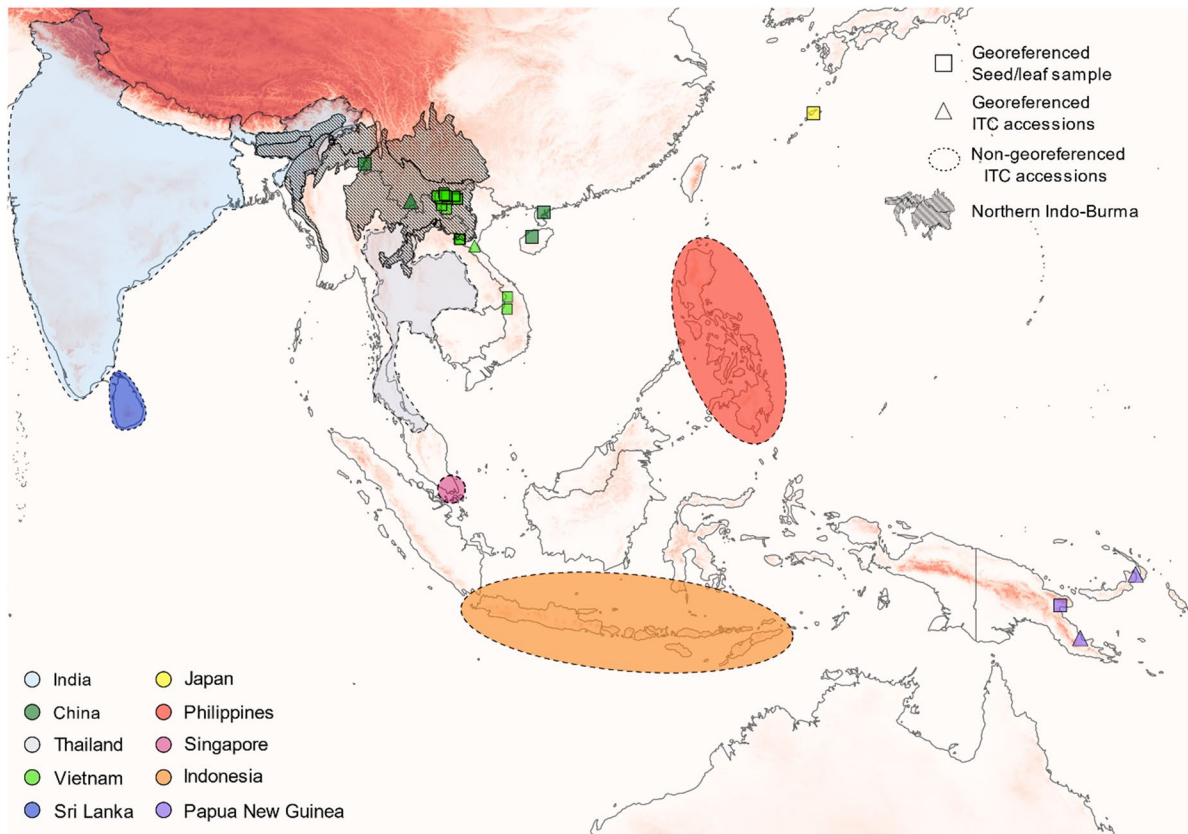 Georeferenced
Seed/leaf sample
Georeferenced
ITC accessions
Non-georeferenced
ITC accessions
Northern Indo-Burma
India
China
Thailand
Vietnam
Sri Lanka
Japan
Philippines
Singapore
Indonesia
Papua New Guinea